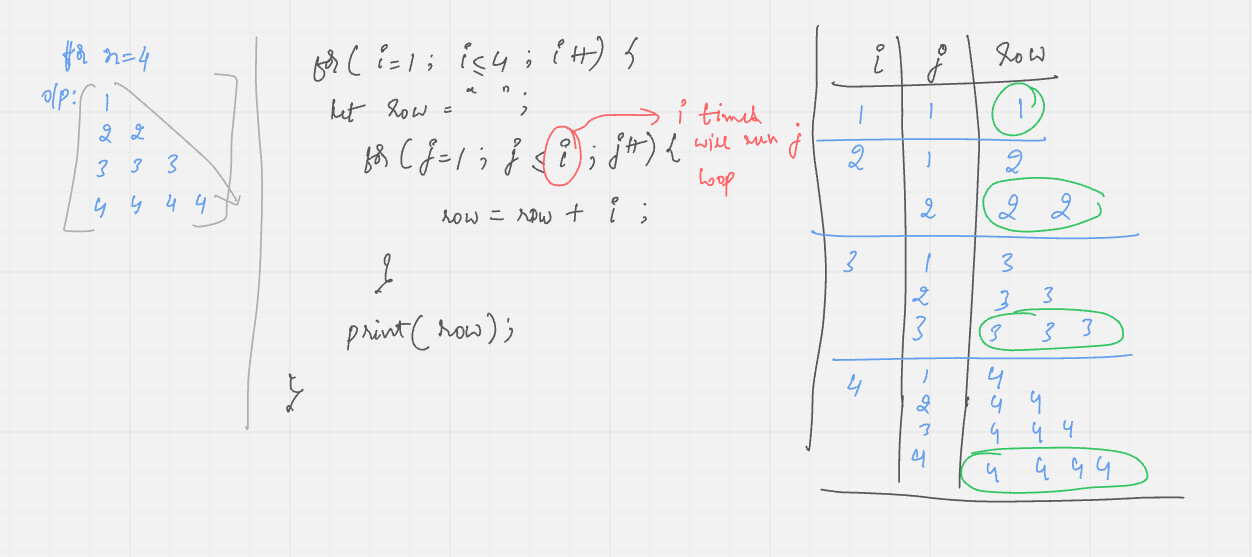 for n=4
o/p:
1
2 2
3 3 3
4 4 4 4
for( i=1 ; i≤4 ; i++) {
let row = " " ;
for ( j=1 ; j ≤ i ; j++) {
i times
will run j
loop
row = row + i ;
}
print( row) ;
}
i j row
1 1 1
2 1 2
2 2 2
3 1 3
2 3 3
3 3 3 3
4 1 4
2 4 4
3 4 4 4
4 4 4 4 4